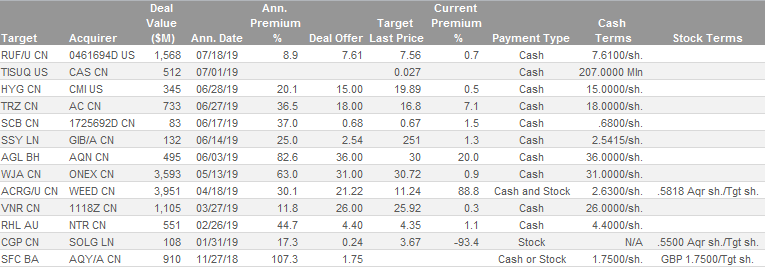 Deal Ann. Current
Value Premium Target Premium Cash
Target Acquirer ($M) Ann. Date % Deal Offer Last Price % Payment Type Terms Stock Terms
RUF/U CN 0461694D US 1,568 07/18/19 8.9 7.61 7.56 0.7 Cash 7.6100/sh.
TISUQ US CAS CN 512 07/01/19 0.027 Cash 207.0000 Mln
HYG CN CMI US 345 06/28/19 20.1 15.00 19.89 0.5 Cash 15.0000/sh.
TRZ CN AC CN 733 06/27/19 36.5 18.00 16.8 7.1 Cash 18.0000/sh.
SCB CN 1725692D CN 83 06/17/19 37.0 0.68 0.67 1.5 Cash .6800/sh.
SSY LN GIB/A CN 132 06/14/19 25.0 2.54 251 1.3 Cash 2.5415/sh.
AGL BH AQN CN 495 06/03/19 82.6 36.00 30 20.0 Cash 36.0000/sh.
WJA CN ONEX CN 3,593 05/13/19 63.0 31.00 30.72 0.9 Cash 31.0000/sh.
ACRG/U CN WEED CN 3,951 04/18/19 30.1 21.22 11.24 88.8 Cash and Stock 2.6300/sh. .5818 Aqr sh./Tgt sh.
VNR CN 1118Z CN 1,105 03/27/19 11.8 26.00 25.92 0.3 Cash 26.0000/sh.
RHL AU NTR CN 551 02/26/19 44.7 4.40 4.35 1.1 Cash 4.4000/sh.
CGP CN SOLG LN 108 01/31/19 17.3 0.24 3.67 -93.4 Stock N/A .5500 Aqr sh./Tgt sh.
SFC BA AQY/A CN 910 11/27/18 107.3 1.75 Cash or Stock 1.7500/sh. GBP 1.7500/Tgt sh.